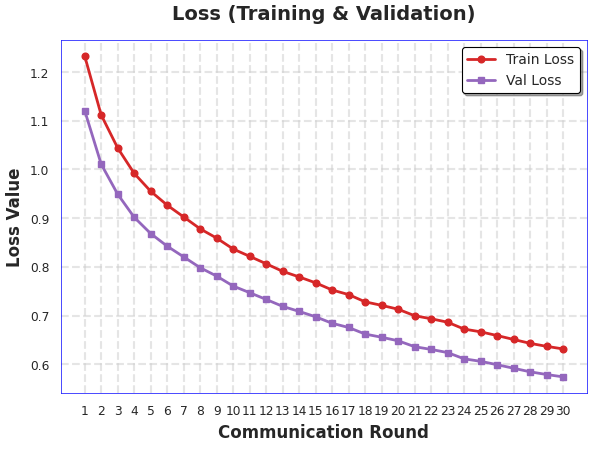 Loss (Training & Validation)
Train Loss
Val Loss
Loss Value
1.2
1.1
1.0
0.9
0.8
0.7
0.6
1 2 3 4 5 6 7 8 9 10 11 12 13 14 15 16 17 18 19 20 21 22 23 24 25 26 27 28 29 30
Communication Round